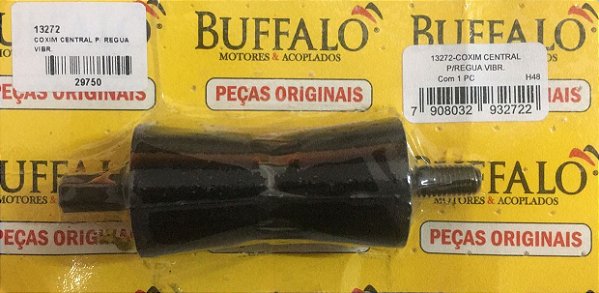 13272
COXIM CENTRAL P. REGUA
VIBR.
29750
BUFFALO
MOTORES & ACOPLADOS
PEÇAS ORIGINAIS
13272-COXIM CENTRAL
P/REGUA VIBR.
Com 1 PC H48
7 908032 932722
PEÇAS ORIGINAIS
BUFFALO
MOTORES & ACOPLADOS
PEÇAS ORIGINAIS
BUFFALO
MOTORES & ACOPLADOS
PEÇAS ORIGINAIS